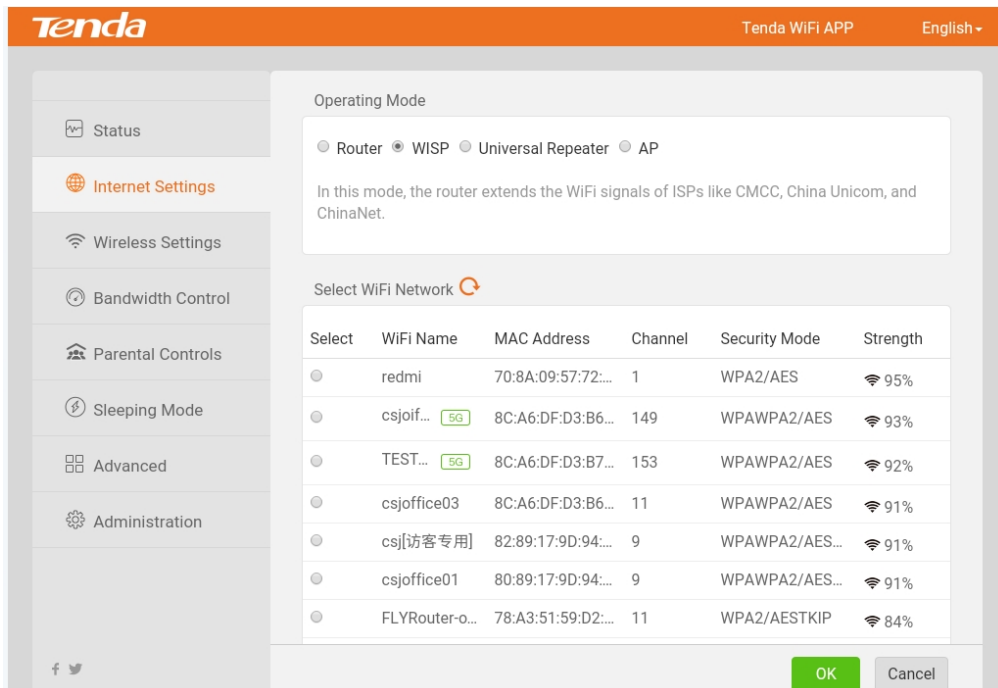 Tenda
Tenda WiFi APP English
Status
Internet Settings
Wireless Settings
Bandwidth Control
Parental Controls
Sleeping Mode
Advanced
Administration
Operating Mode
Router WISP Universal Repeater AP
In this mode, the router extends the WiFi signals of ISPs like CMCC, China Unicom, and
ChinaNet.
Select WiFi Network
Select WiFi Name MAC Address Channel Security Mode Strength
redmi 70:8A:09:57:72:... 1 WPA2/AES 95%
csjoif... 5G 8C:A6:DF:D3:B6... 149 WPAWPA2/AES 93%
TEST... 5G 8C:A6:DF:D3:B7... 153 WPAWPA2/AES 92%
csjoffice03 8C:A6:DF:D3:B6... 11 WPAWPA2/AES 91%
csj[访客专用] 82:89:17:9D:94:... 9 WPAWPA2/AES... 91%
csjoffice01 80:89:17:9D:94:... 9 WPAWPA2/AES... 91%
FLYRouter-o... 78:A3:51:59:D2:... 11 WPA2/AESTKIP 84%
OK Cancel